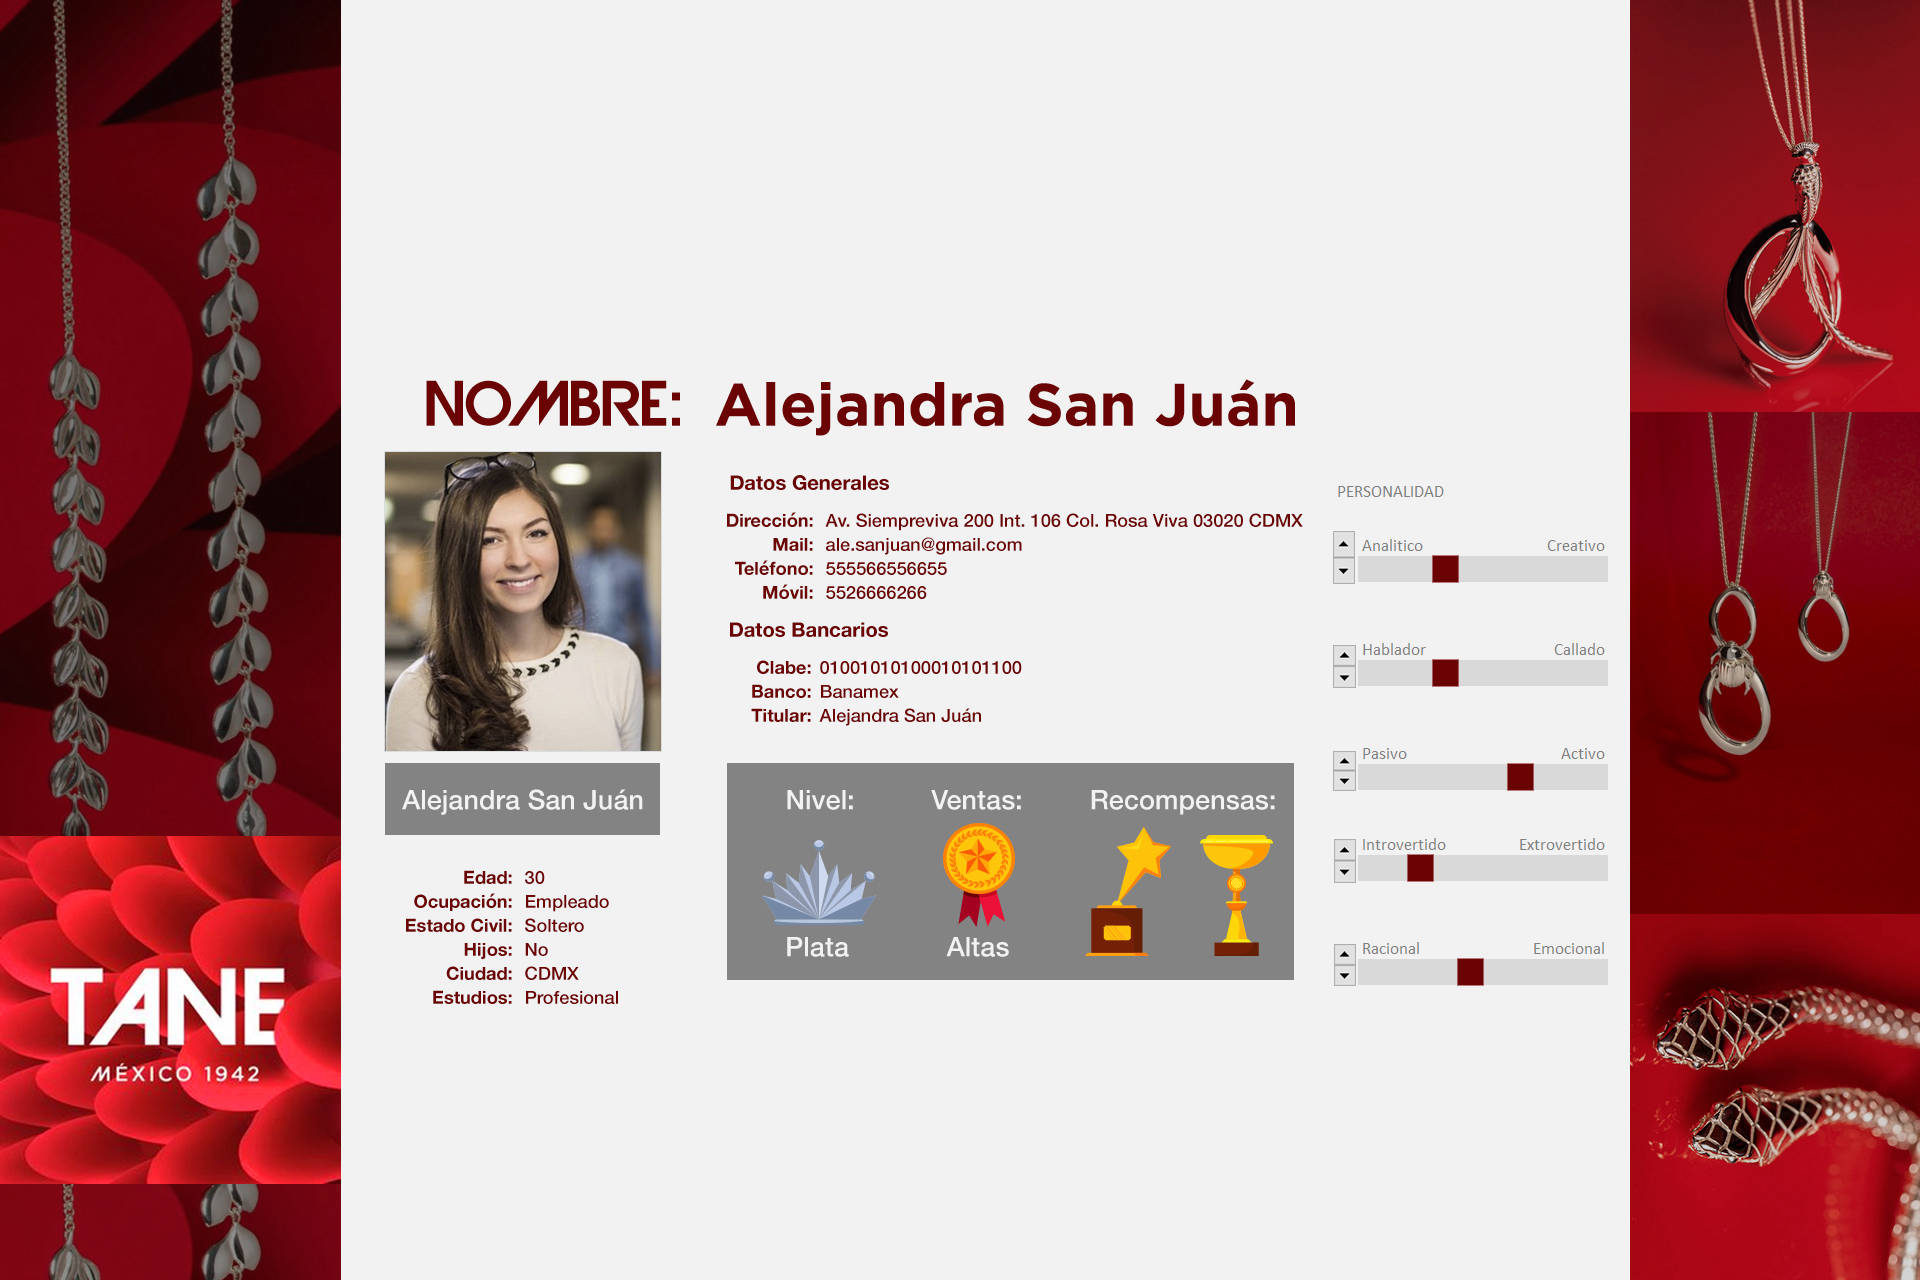 NOMBRE: Alejandra San Juán
Datos Generales
Dirección: Av. Siempreviva 200 Int. 106 Col. Rosa Viva 03020 CDMX
Mail: ale.sanjuan@gmail.com
Teléfono: 555566556655
Móvil: 5526666266
Datos Bancarios
Clabe: 01001010100010101100
Banco: Banamex
Titular: Alejandra San Juán
Alejandra San Juán
Edad: 30
Ocupación: Empleado
Estado Civil: Soltero
Hijos: No
Ciudad: CDMX
Estudios: Profesional
Nivel: Ventas: Recompensas:
Plata Altas
PERSONALIDAD
Analitico Creativo
Hablador Callado
Pasivo Activo
Introvertido Extrovertido
Racional Emocional
TANE
MÉXICO 1942